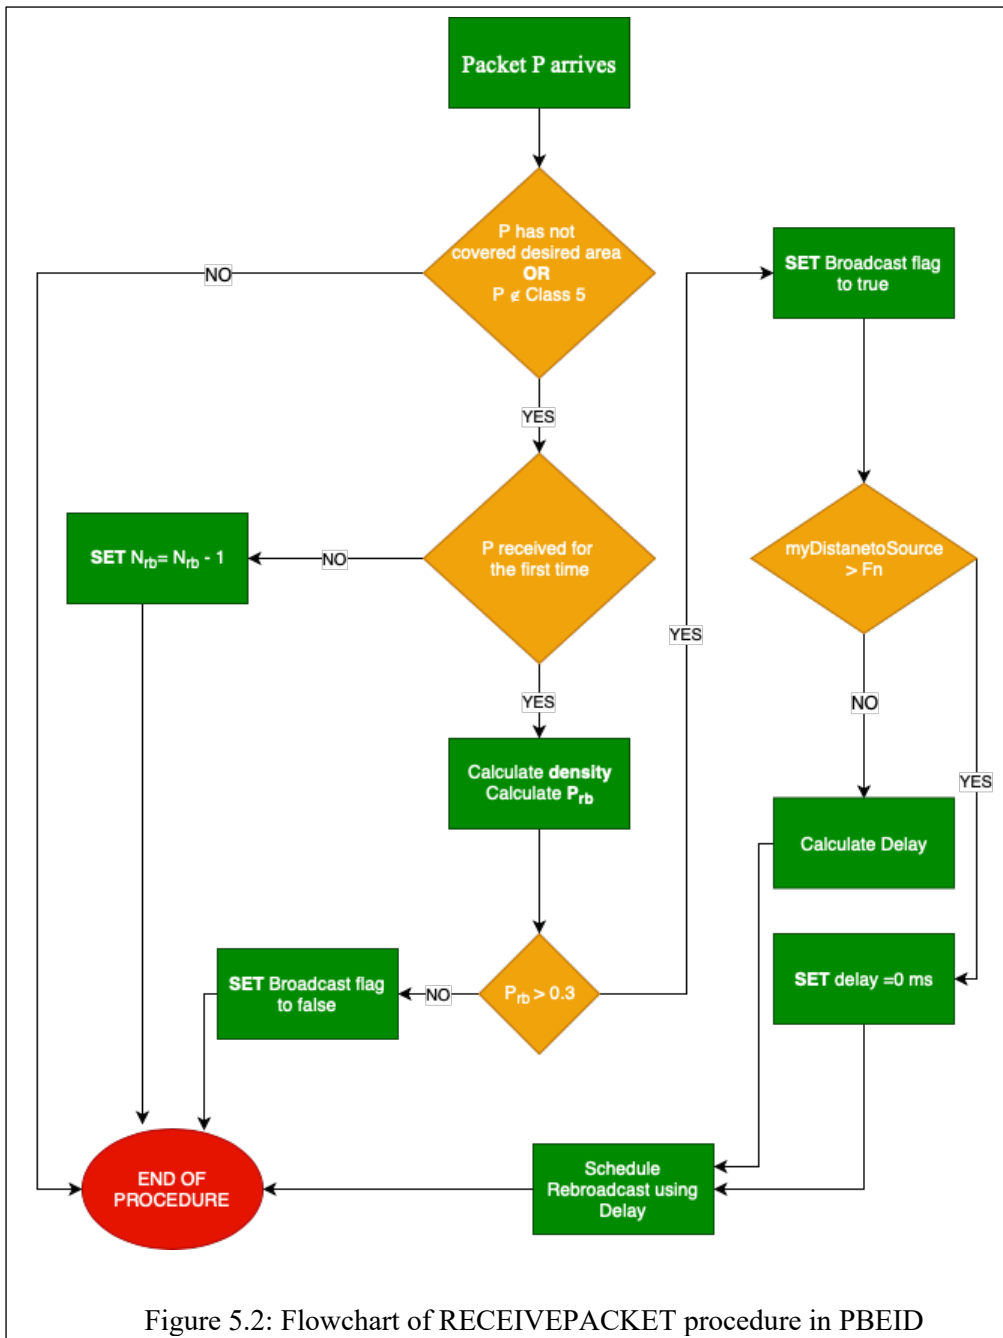 Packet P arrives
P has not
covered desired area
OR
P ∉ Class 5
NO
YES
SET Broadcast flag
to true
P received for
the first time
NO
SET Nrb= Nrb - 1
YES
myDistanetoSource
> Fn
YES
NO
YES
Calculate density
Calculate Prb
Calculate Delay
SET delay =0 ms
Prb > 0.3
NO
SET Broadcast flag
to false
Schedule
Rebroadcast using
Delay
END OF
PROCEDURE
Figure 5.2: Flowchart of RECEIVEPACKET procedure in PBEID